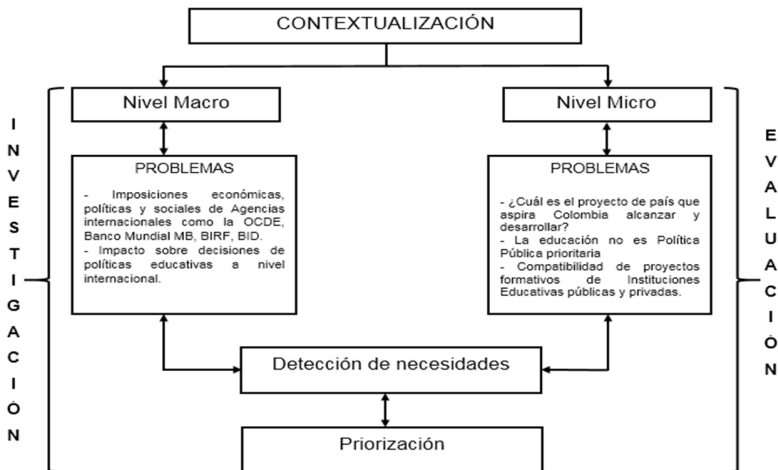 CONTEXTUALIZACIÓN
Nivel Macro
Nivel Micro
PROBLEMAS
- Imposiciones económicas,
políticas y sociales de Agencias
internacionales como la OCDE,
Banco Mundial MB, BIRF, BID.
- Impacto sobre decisiones de
políticas educativas a nivel
internacional.
PROBLEMAS
- ¿Cuál es el proyecto de país que
aspira Colombia alcanzar y
desarrollar?
- La educación no es Política
Pública prioritaria
- Compatibilidad de proyectos
formativos de Instituciones
Educativas públicas y privadas.
Detección de necesidades
Priorización
INVESTIGACIÓN
EVALUACIÓN